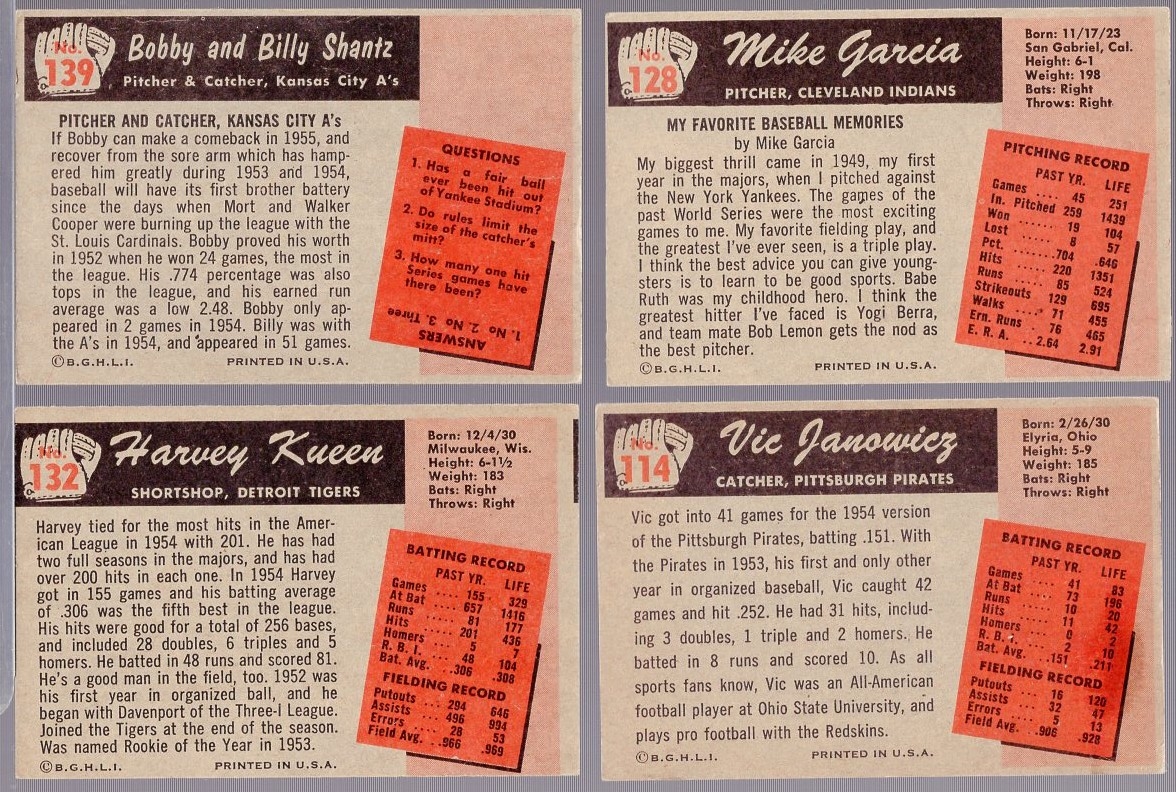 No.
139
Bobby and Billy Shantz
Pitcher & Catcher, Kansas City A's
PITCHER AND CATCHER, KANSAS CITY A's
If Bobby can make a comeback in 1955, and
recover from the sore arm which has hamp-
ered him greatly during 1953 and 1954,
baseball will have its first brother battery
since the days when Mort and Walker
Cooper were burning up the league with the
St. Louis Cardinals. Bobby proved his worth
in 1952 when he won 24 games, the most in
the league. His .774 percentage was also
tops in the league, and his earned run
average was a low 2.48. Bobby only ap-
peared in 2 games in 1954. Billy was with
the A's in 1954, and appeared in 51 games.
©B.G.H.L.I. PRINTED IN U.S.A.
QUESTIONS
1. Has a fair ball
ever been hit out
of Yankee Stadium?
2. Do rules limit the
size of the catcher's
mitt?
3. How many one hit
Series games have
there been?
ANSWERS
1. No 2. No 3. Three
No.
128
Mike Garcia
PITCHER, CLEVELAND INDIANS
Born: 11/17/23
San Gabriel, Cal.
Height: 6-1
Weight: 198
Bats: Right
Throws: Right
MY FAVORITE BASEBALL MEMORIES
by Mike Garcia
My biggest thrill came in 1949, my first
year in the majors, when I pitched against
the New York Yankees. The games of the
past World Series were the most exciting
games to me. My favorite fielding play, and
the greatest I've ever seen, is a triple play.
I think the best advice you can give young-
sters is to learn to be good sports. Babe
Ruth was my childhood hero. I think the
greatest hitter I've faced is Yogi Berra,
and team mate Bob Lemon gets the nod as
the best pitcher.
©B.G.H.L.I. PRINTED IN U.S.A.
PITCHING RECORD
PAST YR. LIFE
Games .... 45 251
In. Pitched 259 1439
Won ...... 19 104
Lost ...... 8 57
Pct. ..... .704 .646
Hits ..... 220 1351
Runs ..... 85 524
Strikeouts 129 695
Walks .... 71 455
Ern. Runs . 76 465
E. R. A. .. 2.64 2.91
No.
132
Harvey Kueen
SHORTSHOP, DETROIT TIGERS
Born: 12/4/30
Milwaukee, Wis.
Height: 6-1½
Weight: 183
Bats: Right
Throws: Right
Harvey tied for the most hits in the Amer-
ican League in 1954 with 201. He has had
two full seasons in the majors, and has had
over 200 hits in each one. In 1954 Harvey
got in 155 games and his batting average
of .306 was the fifth best in the league.
His hits were good for a total of 256 bases,
and included 28 doubles, 6 triples and 5
homers. He batted in 48 runs and scored 81.
He's a good man in the field, too. 1952 was
his first year in organized ball, and he
began with Davenport of the Three-I League.
Joined the Tigers at the end of the season.
Was named Rookie of the Year in 1953.
©B.G.H.L.I. PRINTED IN U.S.A.
BATTING RECORD
PAST YR. LIFE
Games .... 155 329
At Bat .... 657 1416
Runs ..... 81 177
Hits ..... 201 436
Homers ... 5 7
R. B. I. ... 48 104
Bat. Avg. .. .306 .308
FIELDING RECORD
Putouts ... 294 646
Assists ... 496 994
Errors .... 28 53
Field Avg. . .966 .969
No.
114
Vic Janowicz
CATCHER, PITTSBURGH PIRATES
Born: 2/26/30
Elyria, Ohio
Height: 5-9
Weight: 185
Bats: Right
Throws: Right
Vic got into 41 games for the 1954 version
of the Pittsburgh Pirates, batting .151. With
the Pirates in 1953, his first and only other
year in organized baseball, Vic caught 42
games and hit .252. He had 31 hits, includ-
ing 3 doubles, 1 triple and 2 homers. He
batted in 8 runs and scored 10. As all
sports fans know, Vic was an All-American
football player at Ohio State University, and
plays pro football with the Redskins.
©B.G.H.L.I. PRINTED IN U.S.A.
BATTING RECORD
PAST YR. LIFE
Games .... 41 83
At Bat .... 73 196
Runs ..... 10 20
Hits ...... 11 42
Homers ... 0 2
R. B. I. .... 2 10
Bat. Avg. .. .151 .211
FIELDING RECORD
Putouts ... 16 120
Assists .... 32 47
Errors .... 5 13
Field Avg. . .906 .928